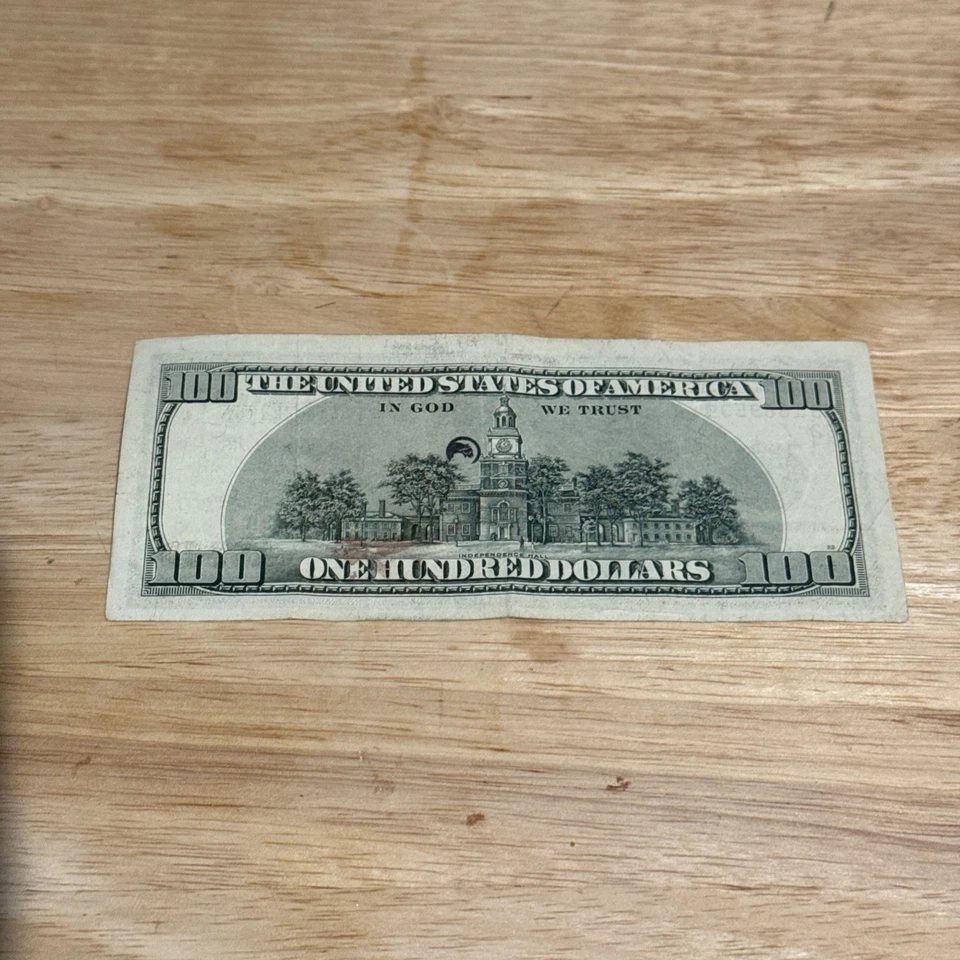 100 THE UNITED STATES OF AMERICA 100
IN GOD WE TRUST
INDEPENDENCE HALL
100 ONE HUNDRED DOLLARS 100